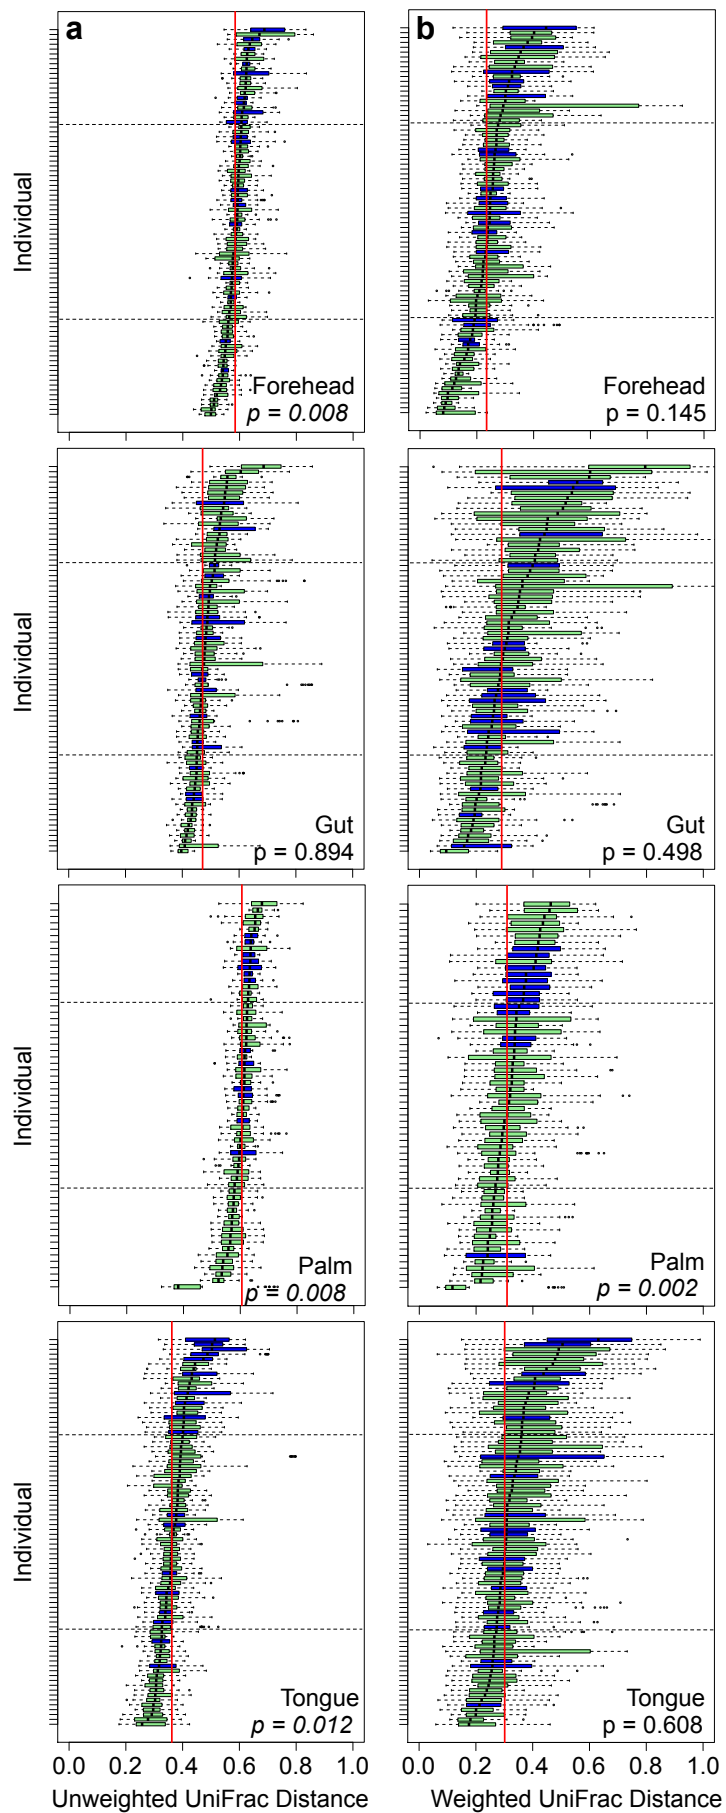 a
b
Individual
Forehead
p = 0.008
Forehead
p = 0.145
Individual
Gut
p = 0.894
Gut
p = 0.498
Individual
Palm
p = 0.008
Palm
p = 0.002
Individual
Tongue
p = 0.012
Tongue
p = 0.608
0.0 0.2 0.4 0.6 0.8 1.0
0.0 0.2 0.4 0.6 0.8 1.0
Unweighted UniFrac Distance
Weighted UniFrac Distance